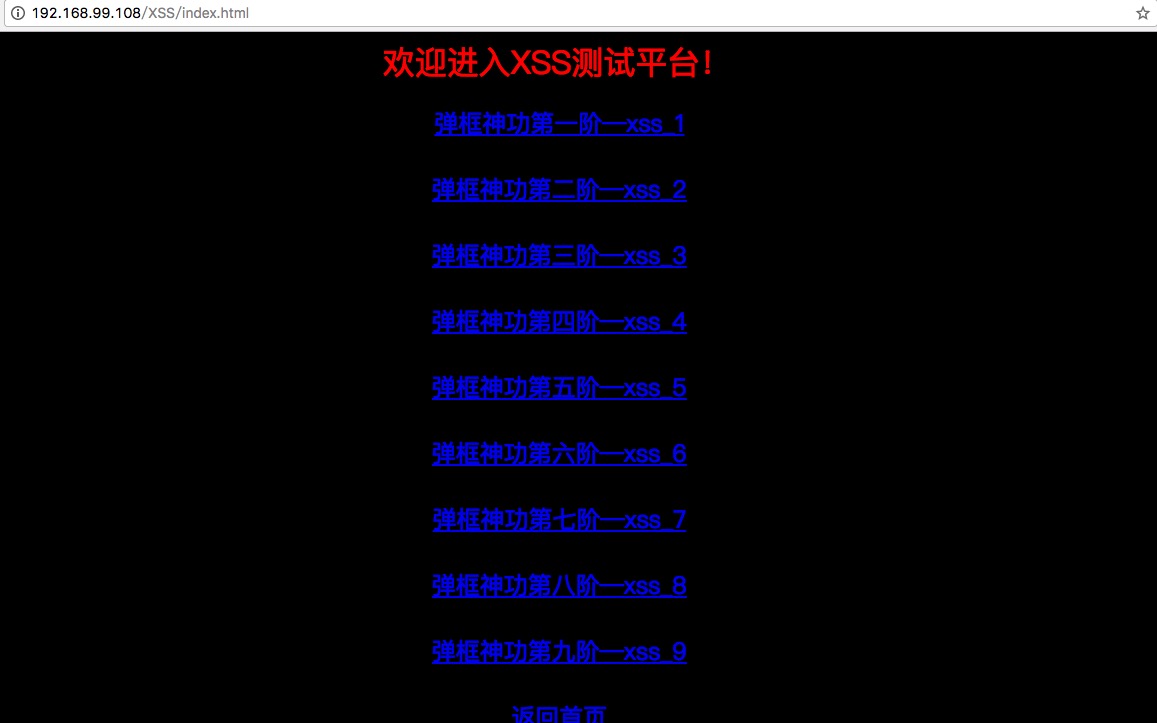 192.168.99.108/XSS/index.html
欢迎进入XSS测试平台！
弹框神功第一阶—xss_1
弹框神功第二阶—xss_2
弹框神功第三阶—xss_3
弹框神功第四阶—xss_4
弹框神功第五阶—xss_5
弹框神功第六阶—xss_6
弹框神功第七阶—xss_7
弹框神功第八阶—xss_8
弹框神功第九阶—xss_9
返回首页